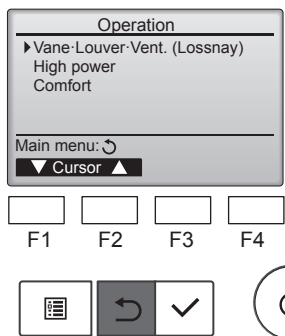 Operation
Vane·Louver·Vent. (Lossnay)
High power
Comfort
Main menu:
Cursor
F1 F2 F3 F4